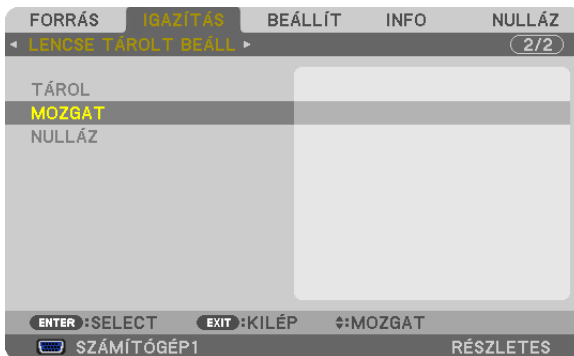 FORRÁS IGAZÍTÁS BEÁLLÍT INFO NULLÁZ
LENCSE TÁROLT BEÁLL 2/2
TÁROL
MOZGAT
NULLÁZ
ENTER :SELECT EXIT :KILÉP :MOZGAT
SZÁMÍTÓGÉP1 RÉSZLETES